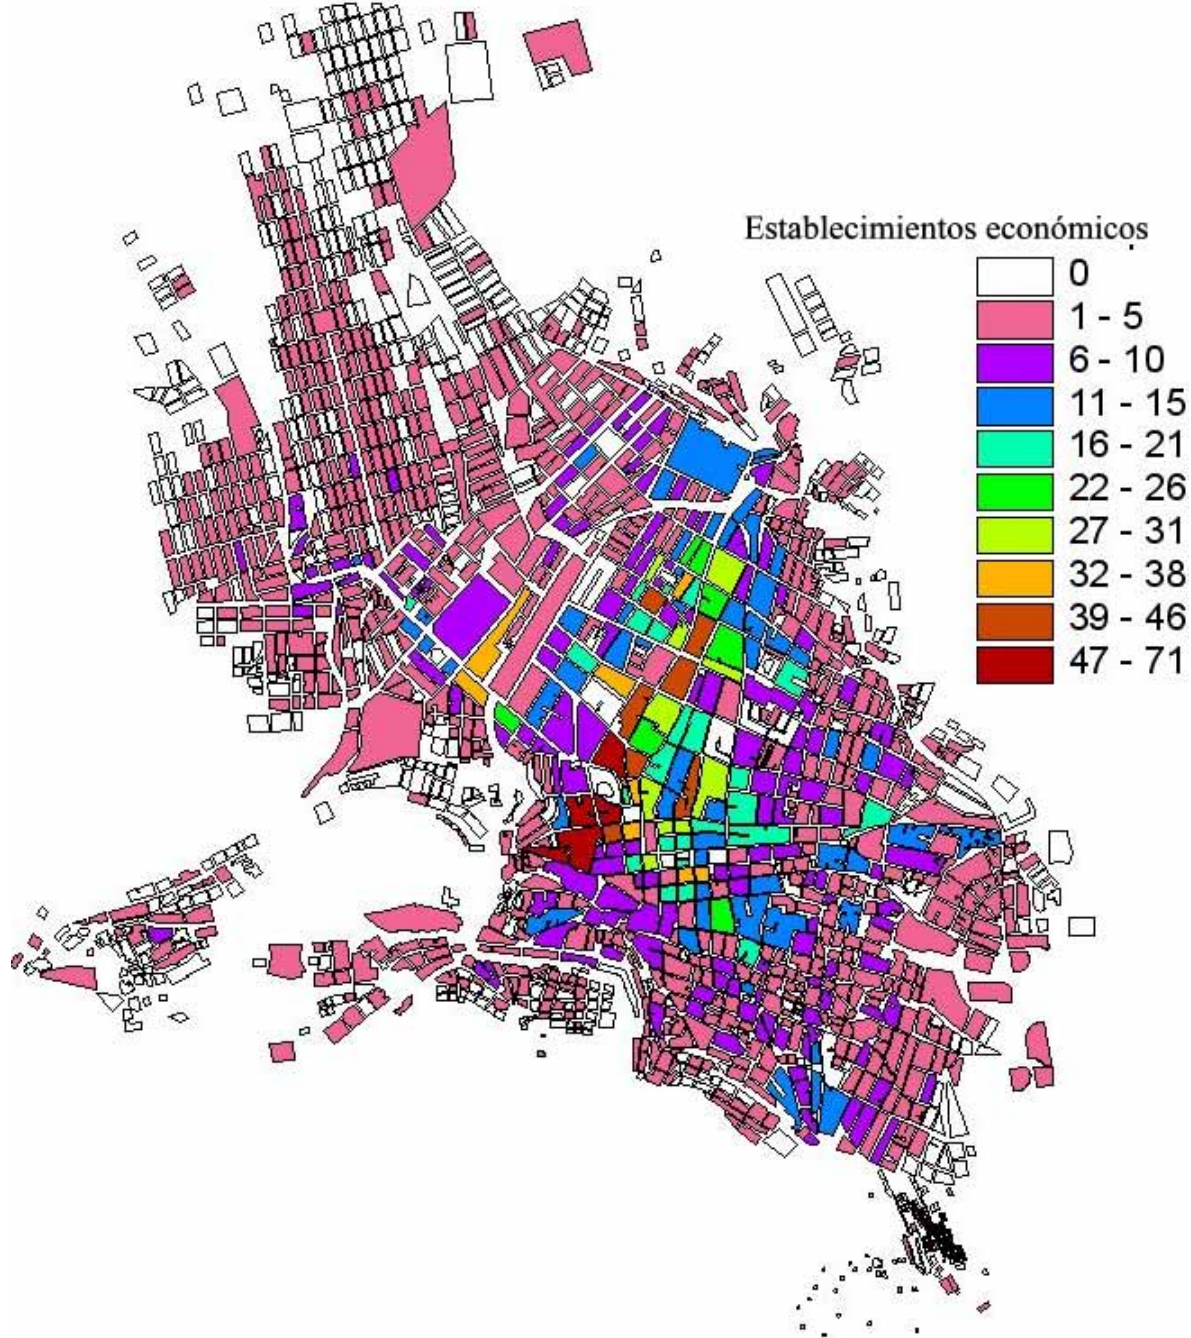 Establecimientos económicos
0
1 - 5
6 - 10
11 - 15
16 - 21
22 - 26
27 - 31
32 - 38
39 - 46
47 - 71